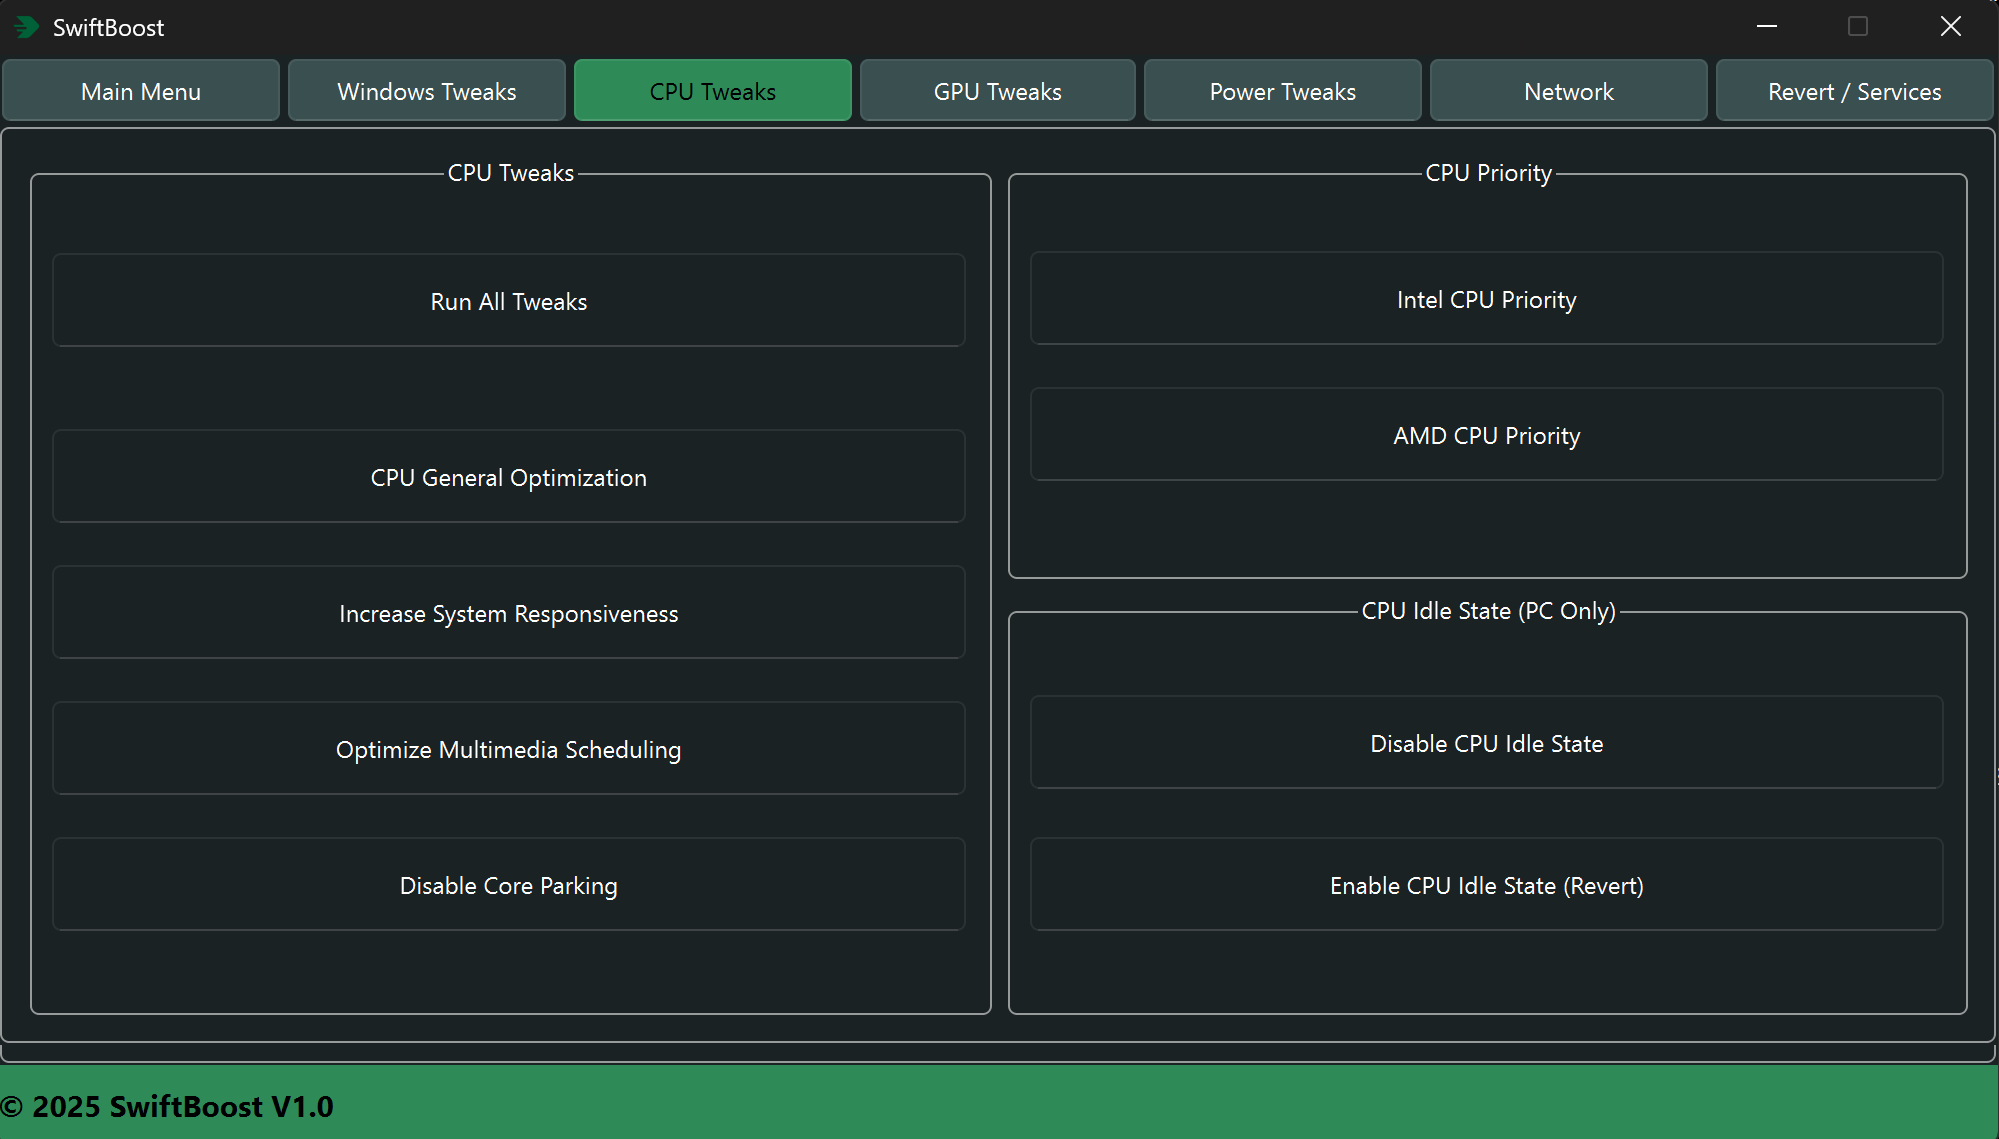 SwiftBoost
Main Menu
Windows Tweaks
CPU Tweaks
GPU Tweaks
Power Tweaks
Network
Revert / Services
CPU Tweaks
Run All Tweaks
CPU General Optimization
Increase System Responsiveness
Optimize Multimedia Scheduling
Disable Core Parking
CPU Priority
Intel CPU Priority
AMD CPU Priority
CPU Idle State (PC Only)
Disable CPU Idle State
Enable CPU Idle State (Revert)
© 2025 SwiftBoost V1.0